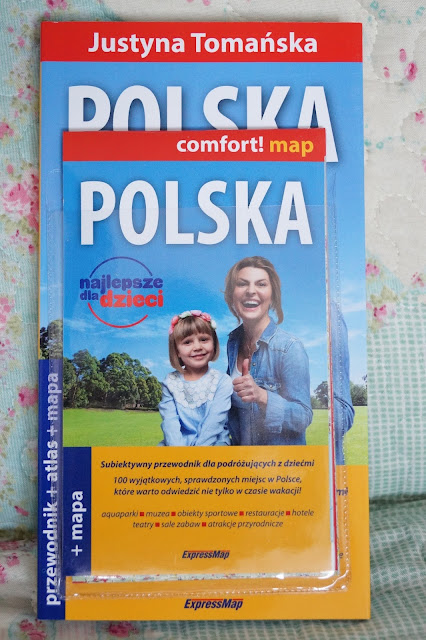 Justyna Tomańska
POLSKA
comfort! map
POLSKA
najlepsze
dla
dzieci
Subiektywny przewodnik dla podróżujących z dziećmi
100 wyjątkowych, sprawdzonych miejsc w Polsce,
które warto odwiedzić nie tylko w czasie wakacji!
aquaparki ■ muzea ■ obiekty sportowe ■ restauracje ■ hotele
teatry ■ sale zabaw ■ atrakcje przyrodnicze
ExpressMap
+ mapa
przewodnik + atlas + mapa
ExpressMap